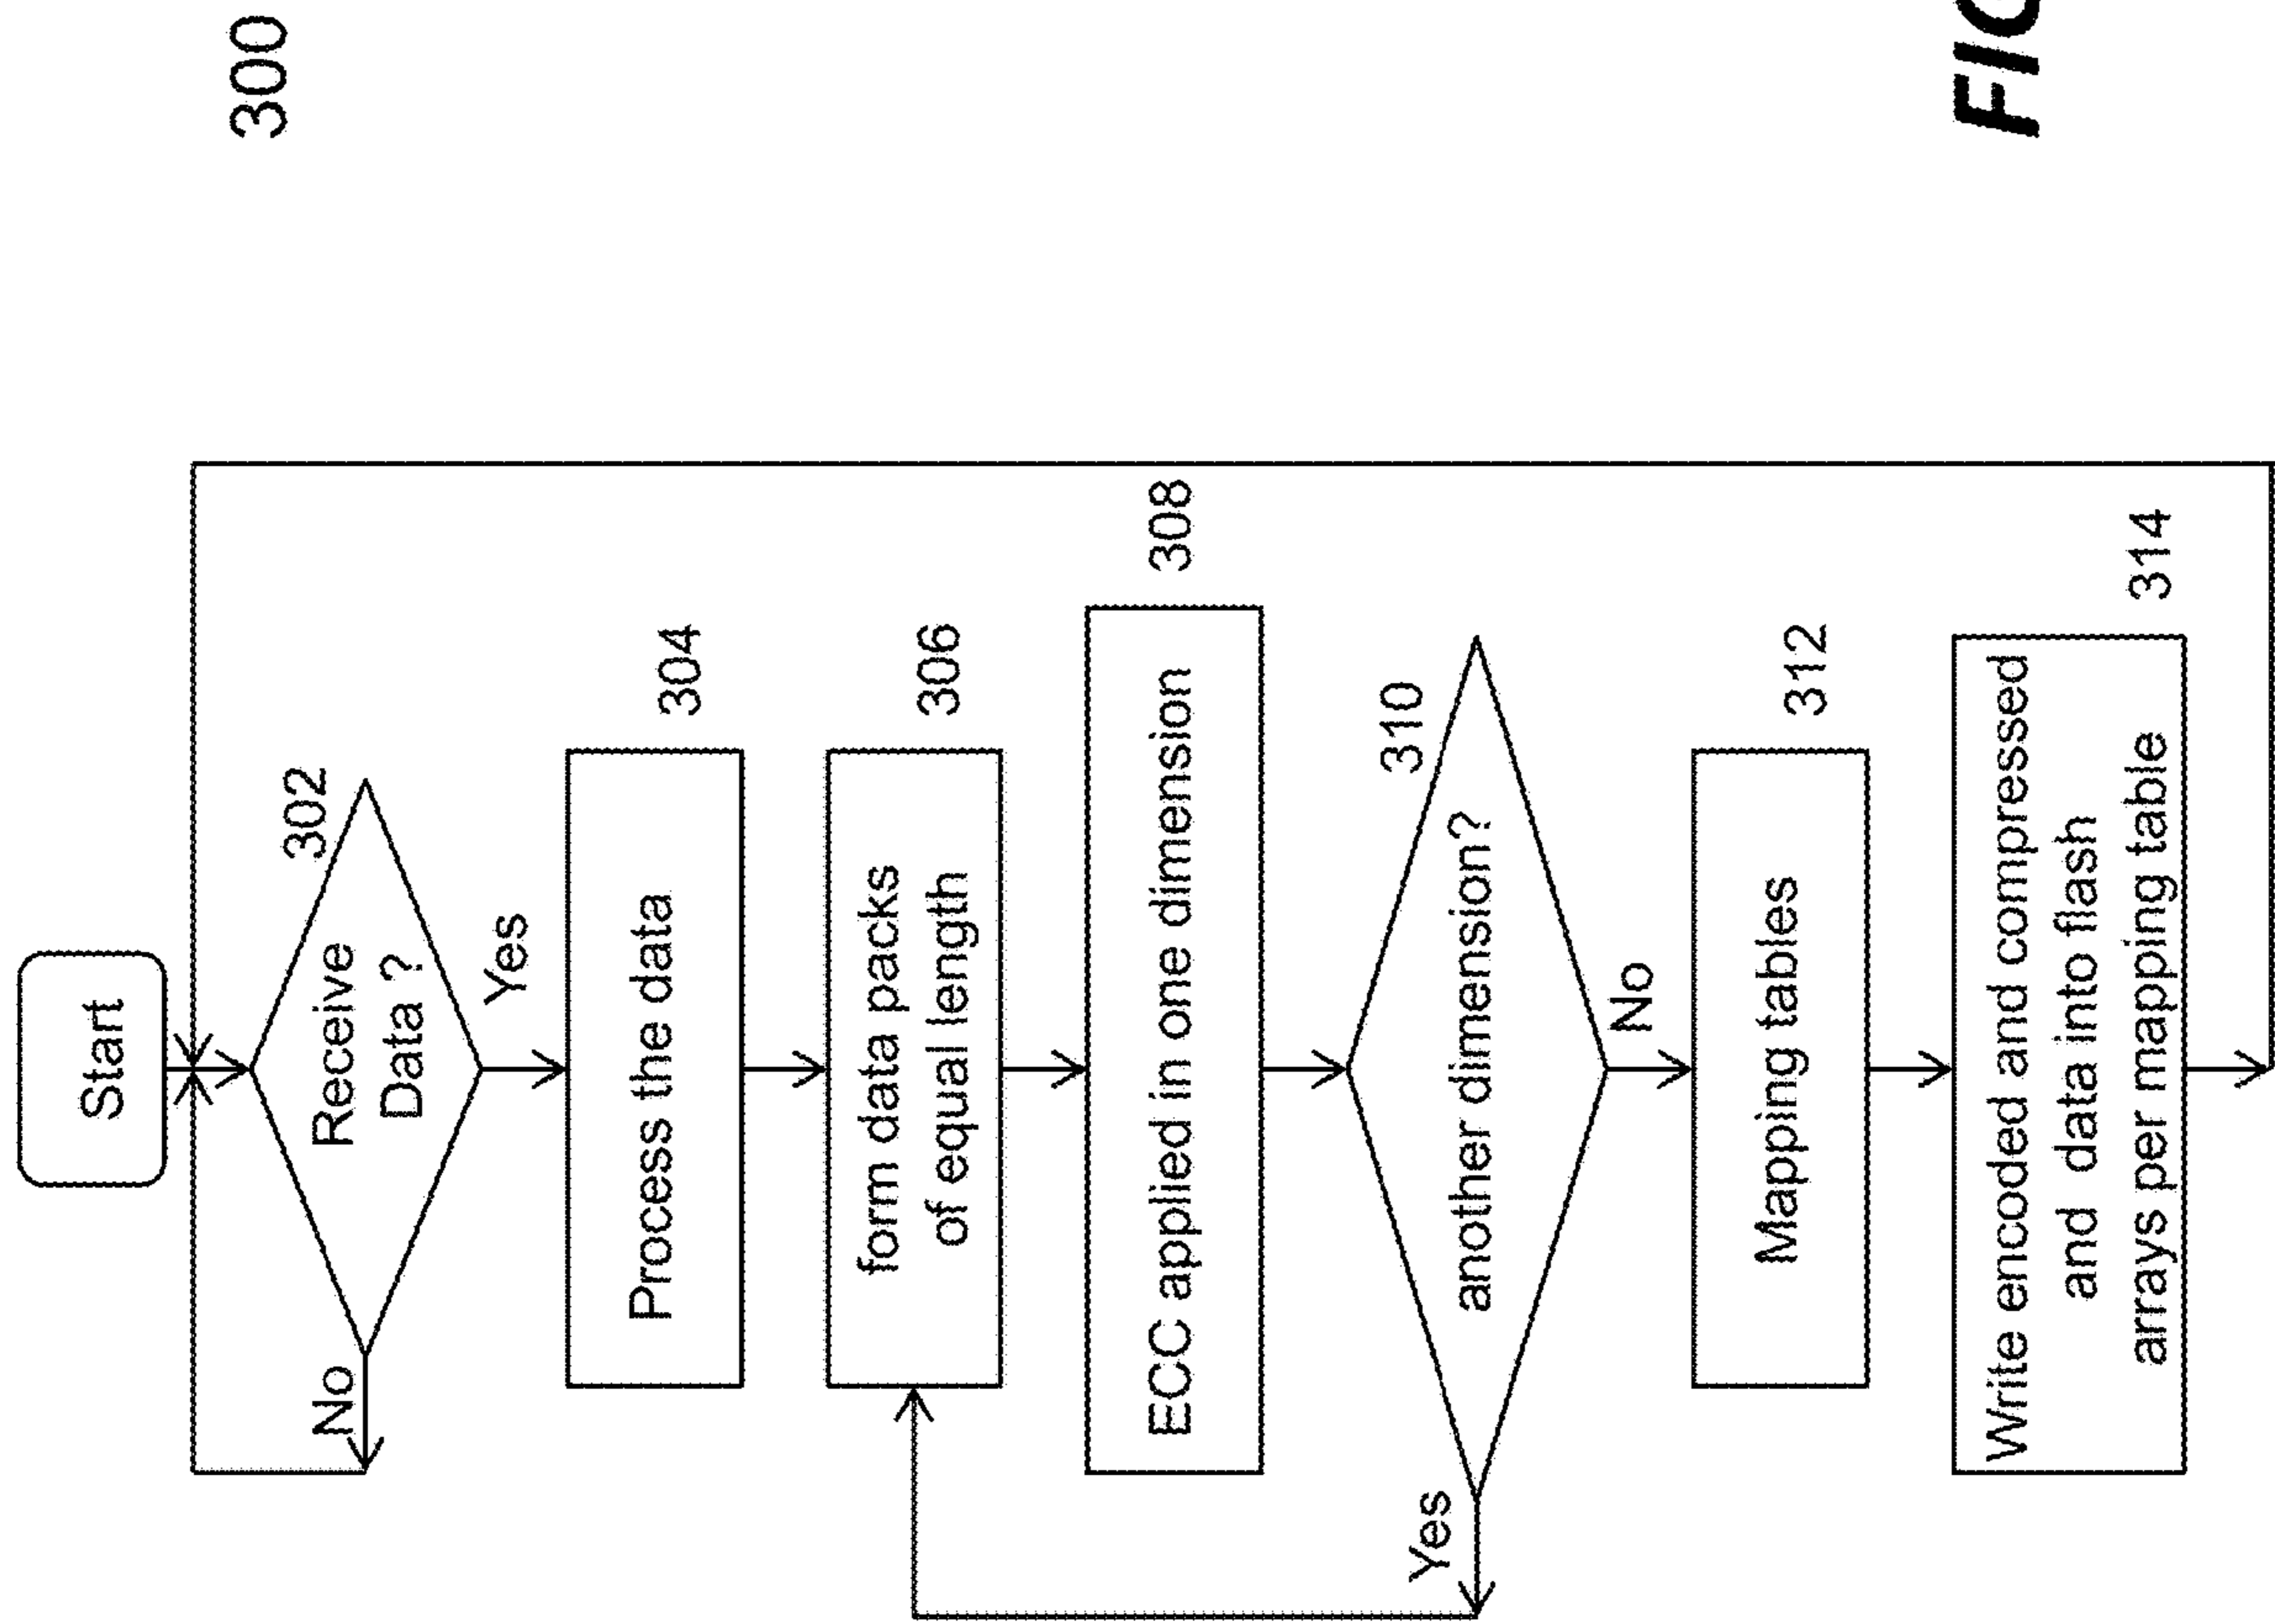 300
Start
Receive
Data ?
302
No
Yes
Process the data
304
form data packs
of equal length
306
ECC applied in one dimension
308
another dimension?
310
Yes
No
Mapping tables
312
Write encoded and compressed
and data into flash
arrays per mapping table
314